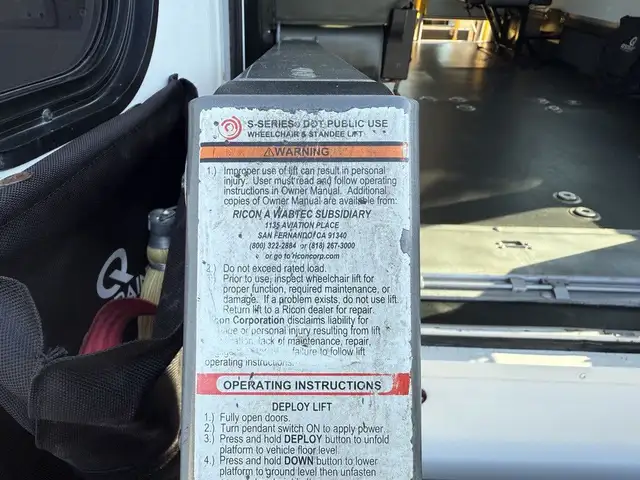 S-SERIES® DOT PUBLIC USE
WHEELCHAIR & STANDEE LIFT
WARNING
1.) Improper use of lift can result in personal
injury. User must read and follow operating
instructions in Owner Manual. Additional
copies of Owner Manual are available from:
RICON A WABTEC SUBSIDIARY
1135 AVIATION PLACE
SAN FERNANDO, CA 91340
(800) 322-2884 or (818) 267-3000
or go to riconcorp.com
2.) Do not exceed rated load.
Prior to use, inspect wheelchair lift for
proper function, required maintenance, or
damage. If a problem exists, do not use lift.
Return lift to a Ricon dealer for repair.
Corporation disclaims liability for
or personal injury resulting from lift
lack of maintenance, repair,
failure to follow lift
operating instructions.
OPERATING INSTRUCTIONS
DEPLOY LIFT
1.) Fully open doors.
2.) Turn pendant switch ON to apply power.
3.) Press and hold DEPLOY button to unfold
platform to vehicle floor level.
4.) Press and hold DOWN button to lower
platform to ground level then unfasten